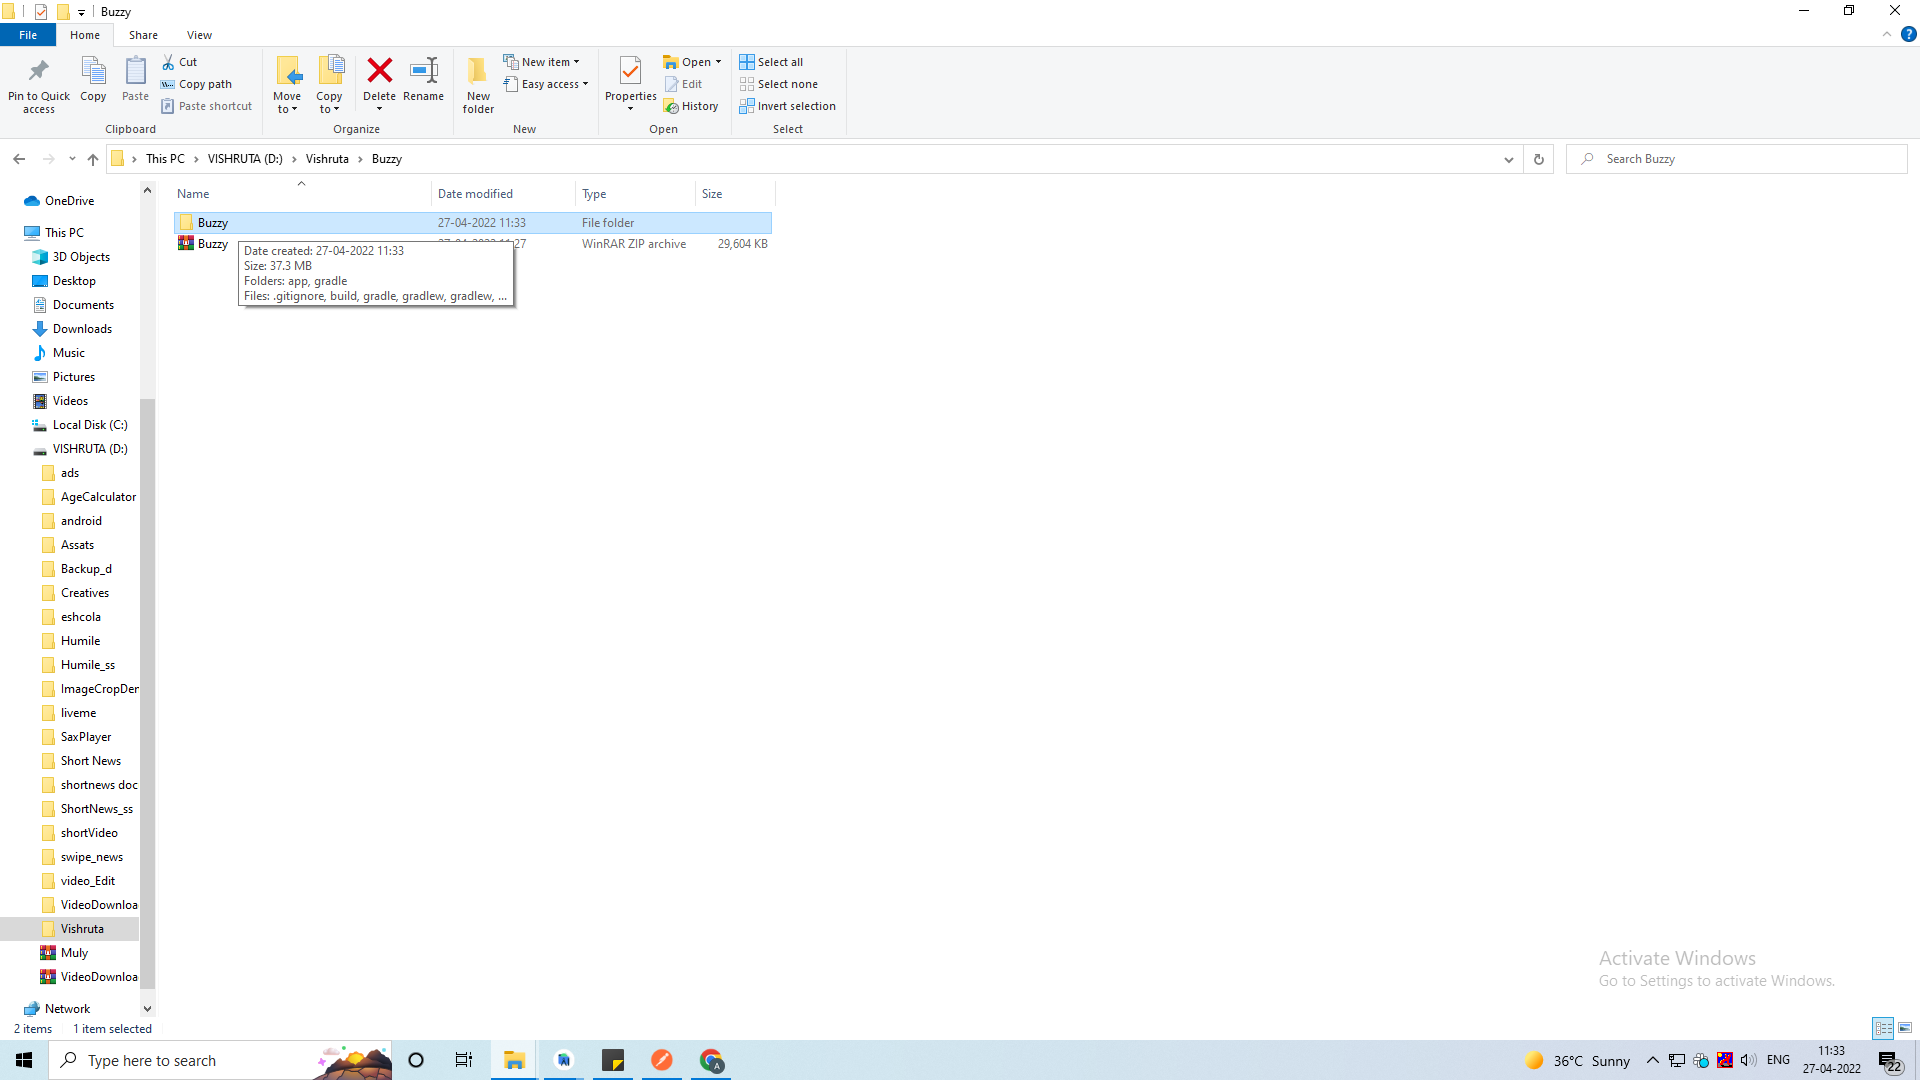 Buzzy
File
Home
Share
View
Pin to Quick access
Copy
Paste
Cut
Copy path
Paste shortcut
Clipboard
Move to
Copy to
Delete
Rename
Organize
New folder
New item
Easy access
New
Properties
Open
Edit
History
Open
Select all
Select none
Invert selection
Select
This PC
VISHRUTA (D:)
Vishruta
Buzzy
Search Buzzy
Name
Date modified
Type
Size
Buzzy
27-04-2022 11:33
File folder
Buzzy
27-04-2022 11:27
WinRAR ZIP archive
29,604 KB
Date created: 27-04-2022 11:33
Size: 37.3 MB
Folders: app, gradle
Files: .gitignore, build, gradle, gradlew, gradlew, ...
OneDrive
This PC
3D Objects
Desktop
Documents
Downloads
Music
Pictures
Videos
Local Disk (C:)
VISHRUTA (D:)
ads
AgeCalculator
android
Assats
Backup_d
Creatives
eshcola
Humile
Humile_ss
ImageCropDer
liveme
SaxPlayer
Short News
shortnews doc
ShortNews_ss
shortVideo
swipe_news
video_Edit
VideoDownloa
Vishruta
Muly
VideoDownloa
Network
2 items
1 item selected
Activate Windows
Go to Settings to activate Windows.
Type here to search
36°C Sunny
ENG
11:33
27-04-2022
22